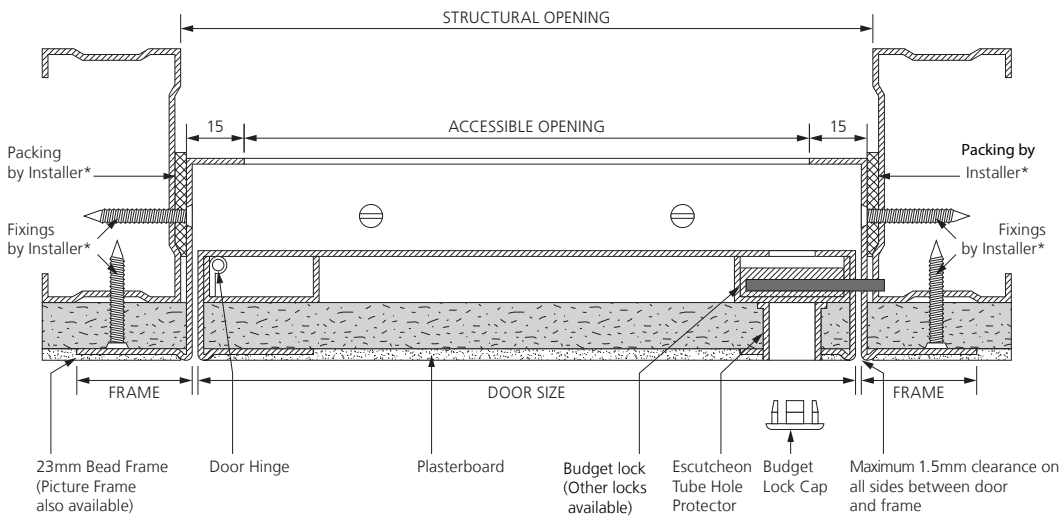 STRUCTURAL OPENING
15
ACCESSIBLE OPENING
15
Packing
by Installer*
Packing by
Installer*
Fixings
by Installer*
Fixings
by Installer*
FRAME
DOOR SIZE
FRAME
23mm Bead Frame
(Picture Frame
also available)
Door Hinge
Plasterboard
Budget lock
(Other locks
available)
Escutcheon
Tube Hole
Protector
Budget
Lock Cap
Maximum 1.5mm clearance on
all sides between door
and frame